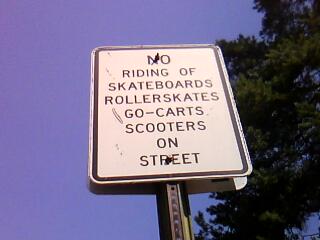 NO
RIDING OF
SKATEBOARDS
ROLLERSKATES
GO-CARTS
SCOOTERS
ON
STREET